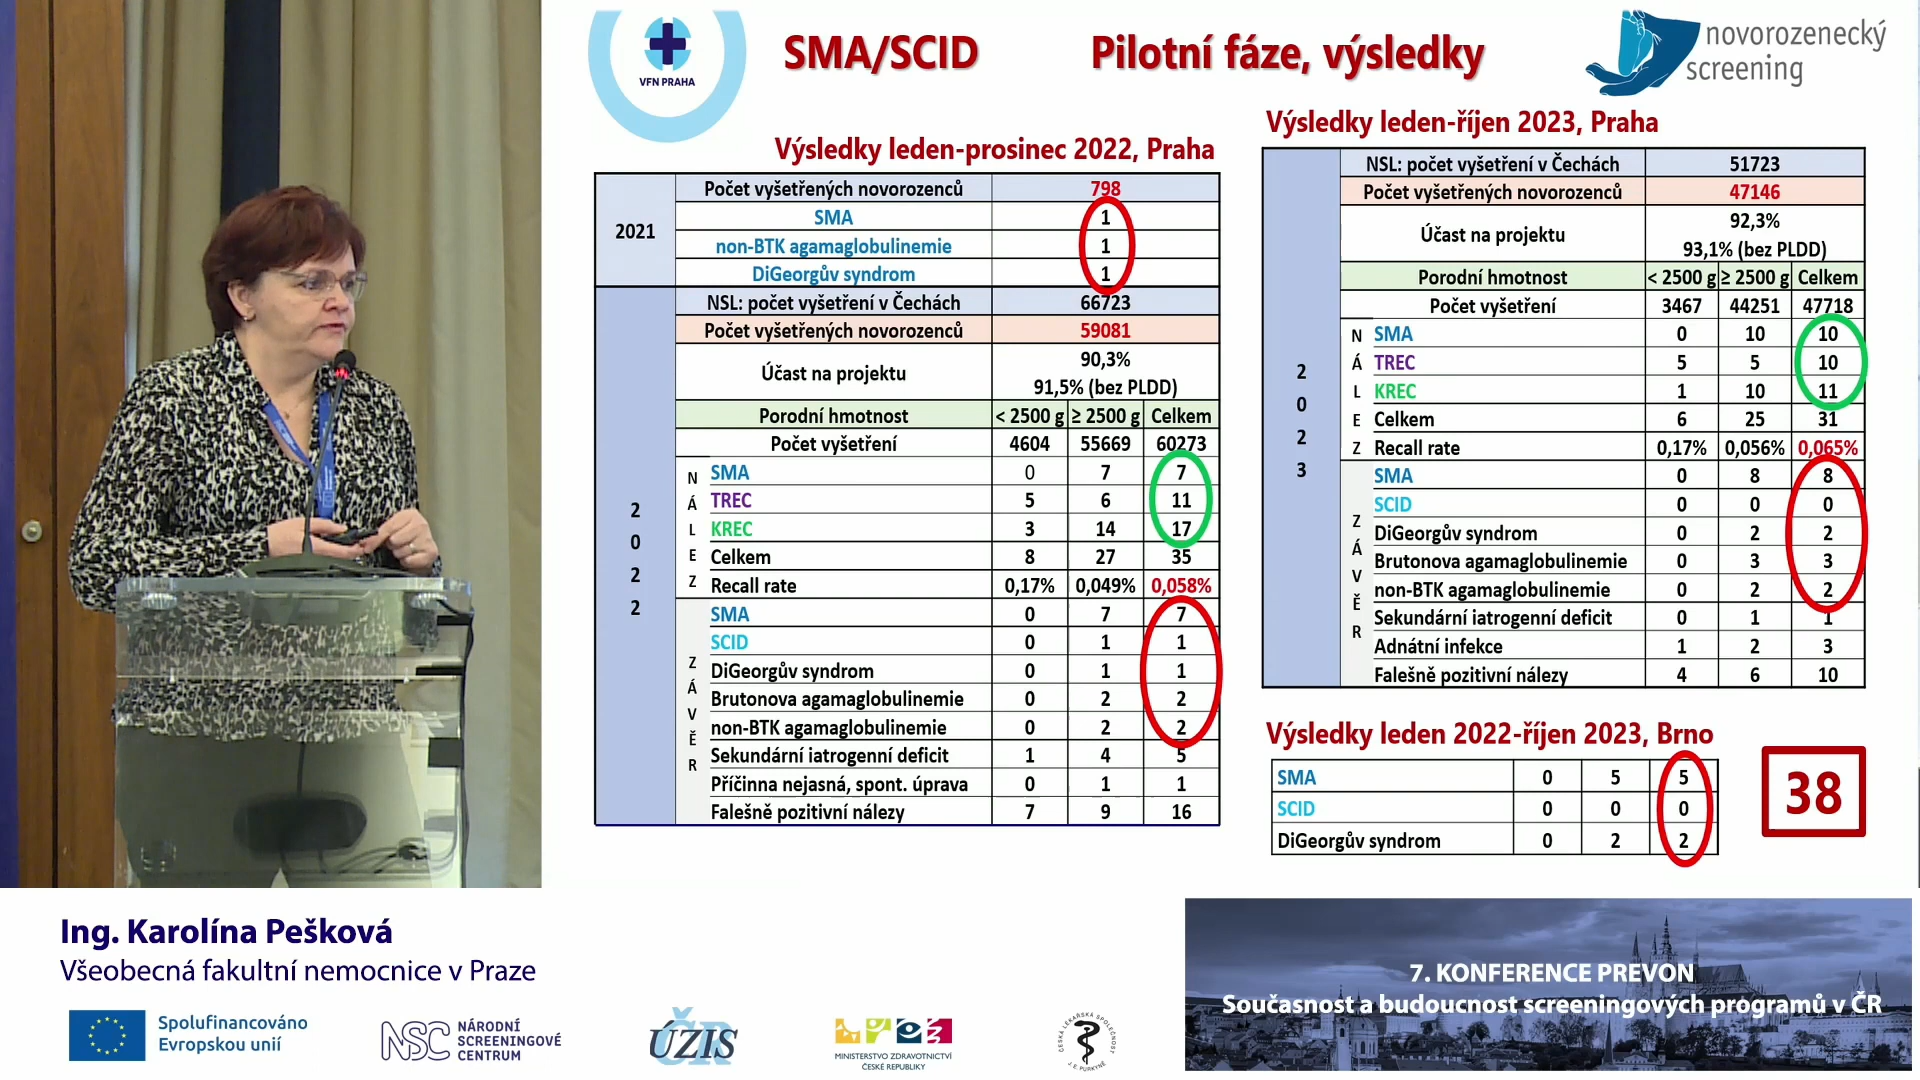 VFN PRAHA
SMA/SCID
Pilotní fáze, výsledky
novorozenecký
screening
Výsledky leden-prosinec 2022, Praha
2021
Počet vyšetřených novorozenců 798
SMA 1
non-BTK agamaglobulinemie 1
DiGeorgův syndrom 1
2022
NSL: počet vyšetření v Čechách 66723
Počet vyšetřených novorozenců 59081
Účast na projektu 90,3%
91,5% (bez PLDD)
Porodní hmotnost < 2500 g ≥ 2500 g Celkem
Počet vyšetření 4604 55669 60273
NÁLEZ
SMA 0 7 7
TREC 5 6 11
KREC 3 14 17
Celkem 8 27 35
Recall rate 0,17% 0,049% 0,058%
ZÁVĚR
SMA 0 7 7
SCID 0 1 1
DiGeorgův syndrom 0 1 1
Brutonova agamaglobulinemie 0 2 2
non-BTK agamaglobulinemie 0 2 2
Sekundární iatrogenní deficit 1 4 5
Příčinna nejasná, spont. úprava 0 1 1
Falešně pozitivní nálezy 7 9 16
Výsledky leden-říjen 2023, Praha
2023
NSL: počet vyšetření v Čechách 51723
Počet vyšetřených novorozenců 47146
Účast na projektu 92,3%
93,1% (bez PLDD)
Porodní hmotnost < 2500 g ≥ 2500 g Celkem
Počet vyšetření 3467 44251 47718
NÁLEZ
SMA 0 10 10
TREC 5 5 10
KREC 1 10 11
Celkem 6 25 31
Recall rate 0,17% 0,056% 0,065%
ZÁVĚR
SMA 0 8 8
SCID 0 0 0
DiGeorgův syndrom 0 2 2
Brutonova agamaglobulinemie 0 3 3
non-BTK agamaglobulinemie 0 2 2
Sekundární iatrogenní deficit 0 1 1
Adnátní infekce 1 2 3
Falešně pozitivní nálezy 4 6 10
Výsledky leden 2022-říjen 2023, Brno
SMA 0 5 5
SCID 0 0 0
DiGeorgův syndrom 0 2 2
38
Ing. Karolína Pešková
Všeobecná fakultní nemocnice v Praze
Spolufinancováno
Evropskou unií
NSC
NÁRODNÍ
SCREENINGOVÉ
CENTRUM
ÚZIS
ČR
MINISTERSTVO ZDRAVOTNICTVÍ
ČESKÉ REPUBLIKY
ČESKÁ LÉKAŘSKÁ SPOLEČNOST
J. E. PURKYNĚ
7. KONFERENCE PREVON
Současnost a budoucnost screeningových programů v ČR